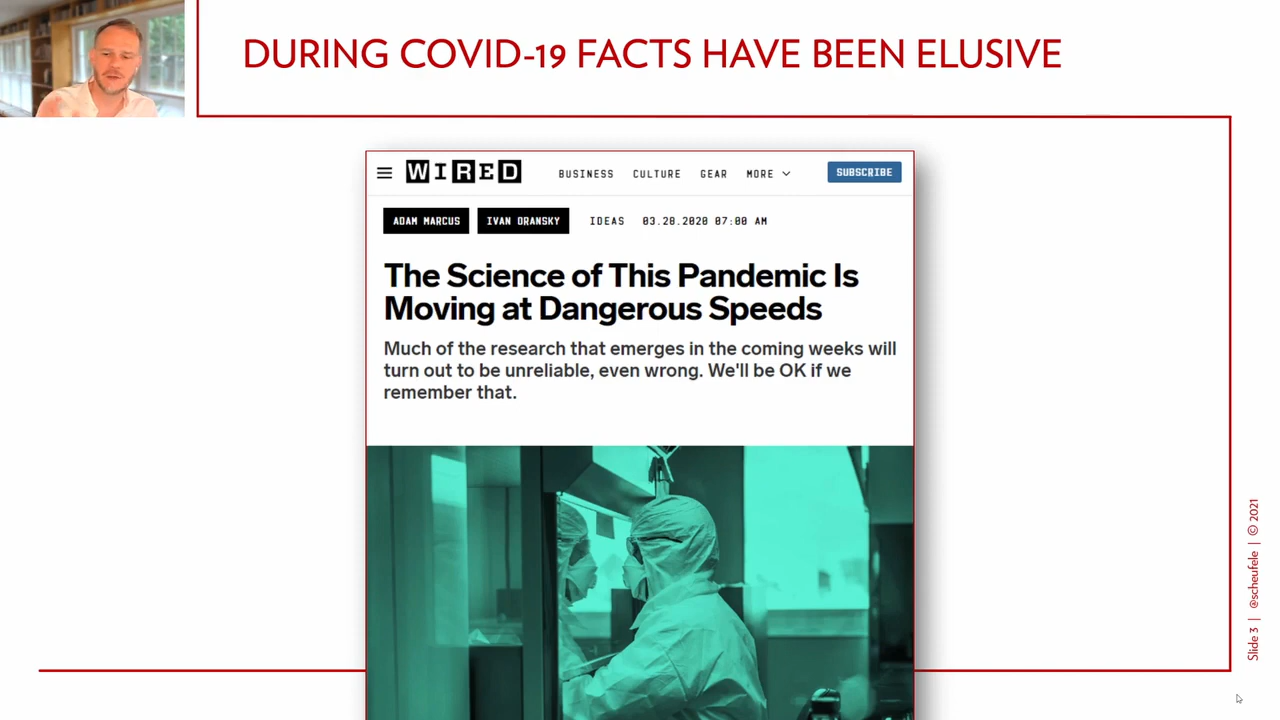 DURING COVID-19 FACTS HAVE BEEN ELUSIVE
WIRED
BUSINESS CULTURE GEAR MORE
SUBSCRIBE
ADAM MARCUS IVAN ORANSKY IDEAS 03.28.2020 07:00 AM
The Science of This Pandemic Is
Moving at Dangerous Speeds
Much of the research that emerges in the coming weeks will
turn out to be unreliable, even wrong. We'll be OK if we
remember that.
Slide 3 | @scheufele | © 2021